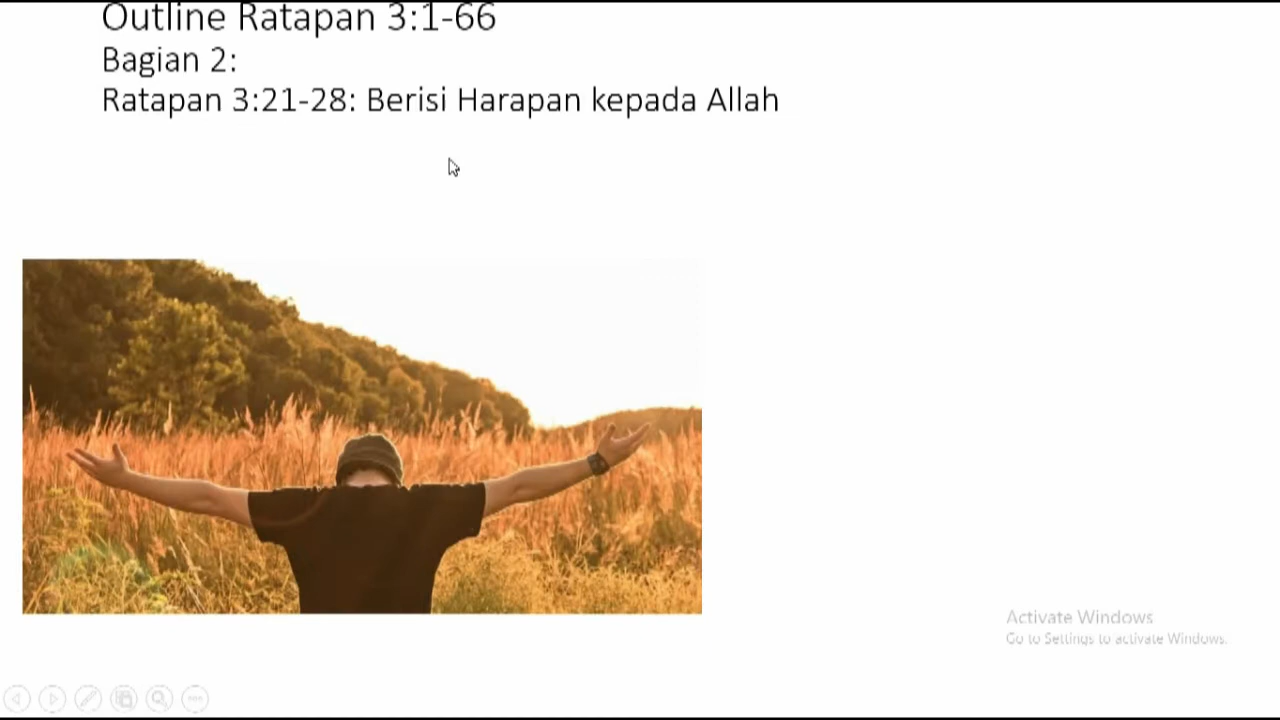 Outline Ratapan 3:1-66
Bagian 2:
Ratapan 3:21-28: Berisi Harapan kepada Allah
Activate Windows
Go to Settings to activate Windows.